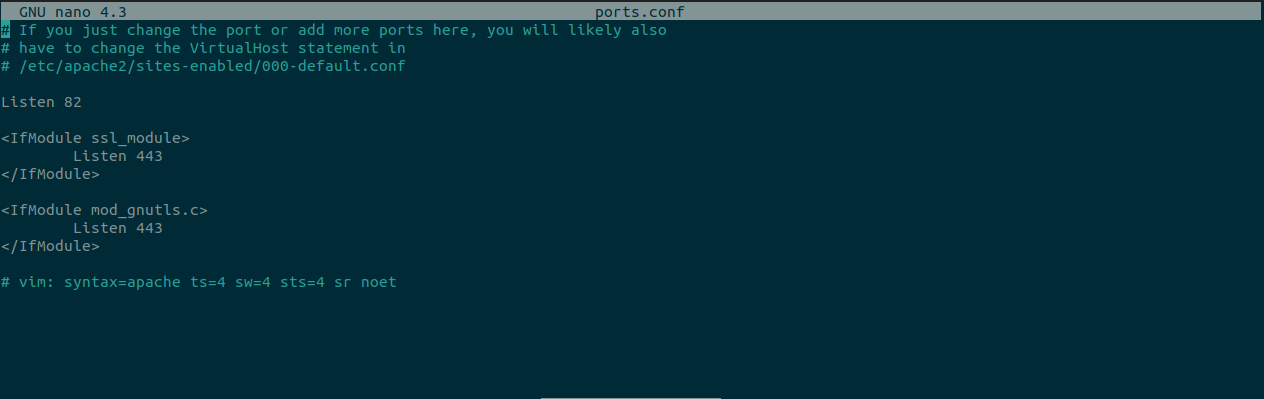 GNU nano 4.3 ports.conf
# If you just change the port or add more ports here, you will likely also
# have to change the VirtualHost statement in
# /etc/apache2/sites-enabled/000-default.conf
Listen 82
<IfModule ssl_module>
Listen 443
</IfModule>
<IfModule mod_gnutls.c>
Listen 443
</IfModule>
# vim: syntax=apache ts=4 sw=4 sts=4 sr noet